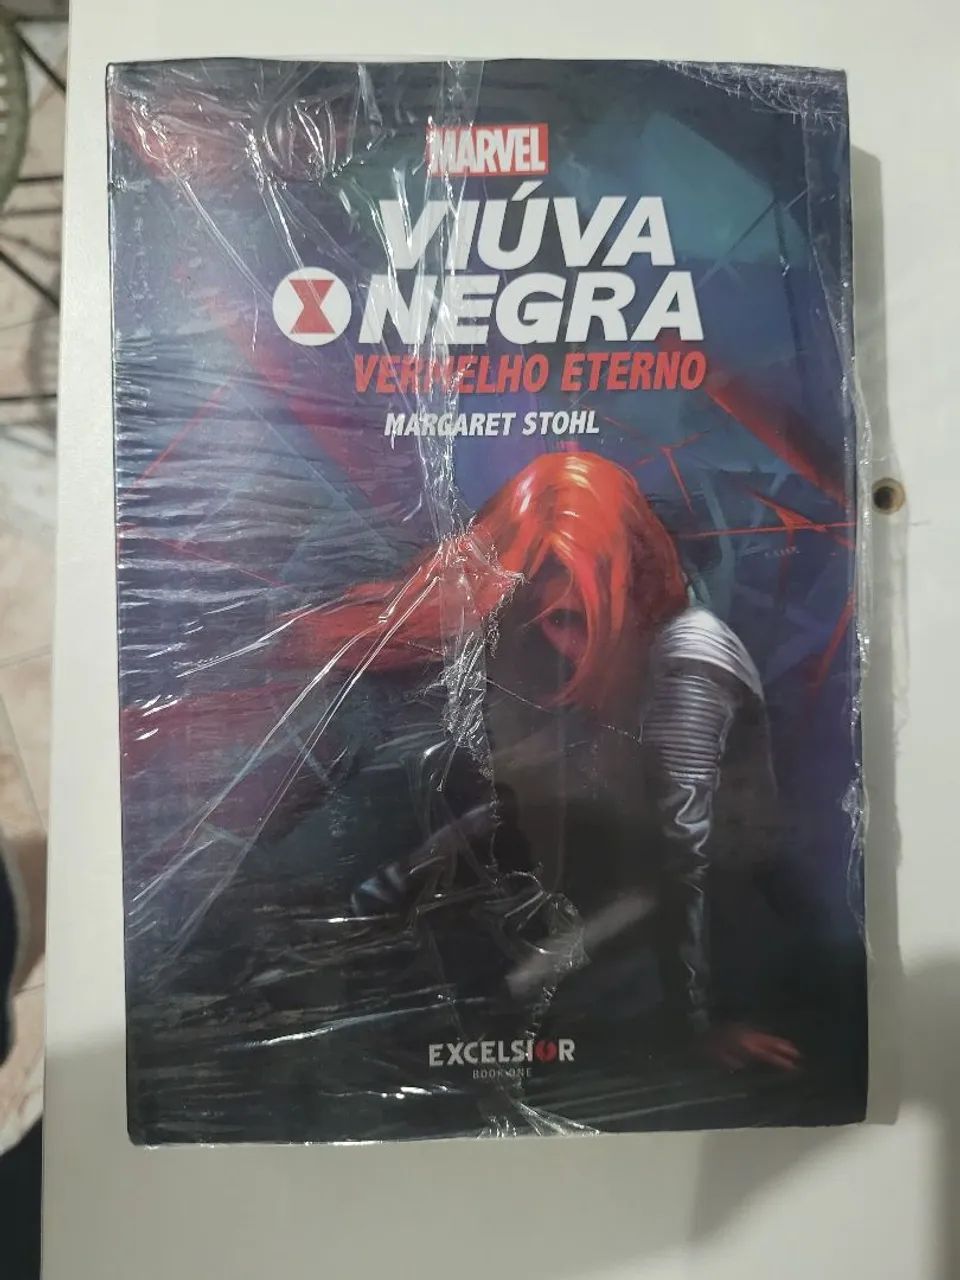 MARVEL
VIÚVA
NEGRA
VERMELHO ETERNO
MARGARET STOHL
EXCELSIOR
BOOK ONE